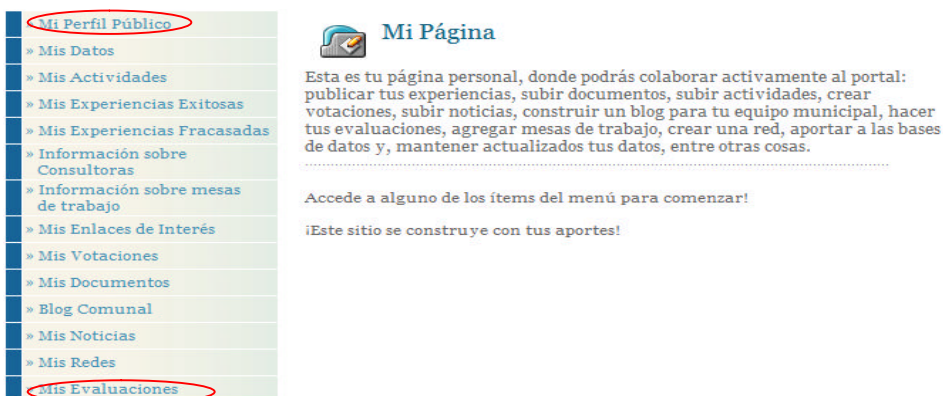 » Mi Perfil Público
» Mis Datos
» Mis Actividades
» Mis Experiencias Exitosas
» Mis Experiencias Fracasadas
» Información sobre
Consultoras
» Información sobre mesas
de trabajo
» Mis Enlaces de Interés
» Mis Votaciones
» Mis Documentos
» Blog Comunal
» Mis Noticias
» Mis Redes
» Mis Evaluaciones
Mi Página
Esta es tu página personal, donde podrás colaborar activamente al portal:
publicar tus experiencias, subir documentos, subir actividades, crear
votaciones, subir noticias, construir un blog para tu equipo municipal, hacer
tus evaluaciones, agregar mesas de trabajo, crear una red, aportar a las bases
de datos y, mantener actualizados tus datos, entre otras cosas.
Accede a alguno de los ítems del menú para comenzar!
¡Este sitio se construye con tus aportes!